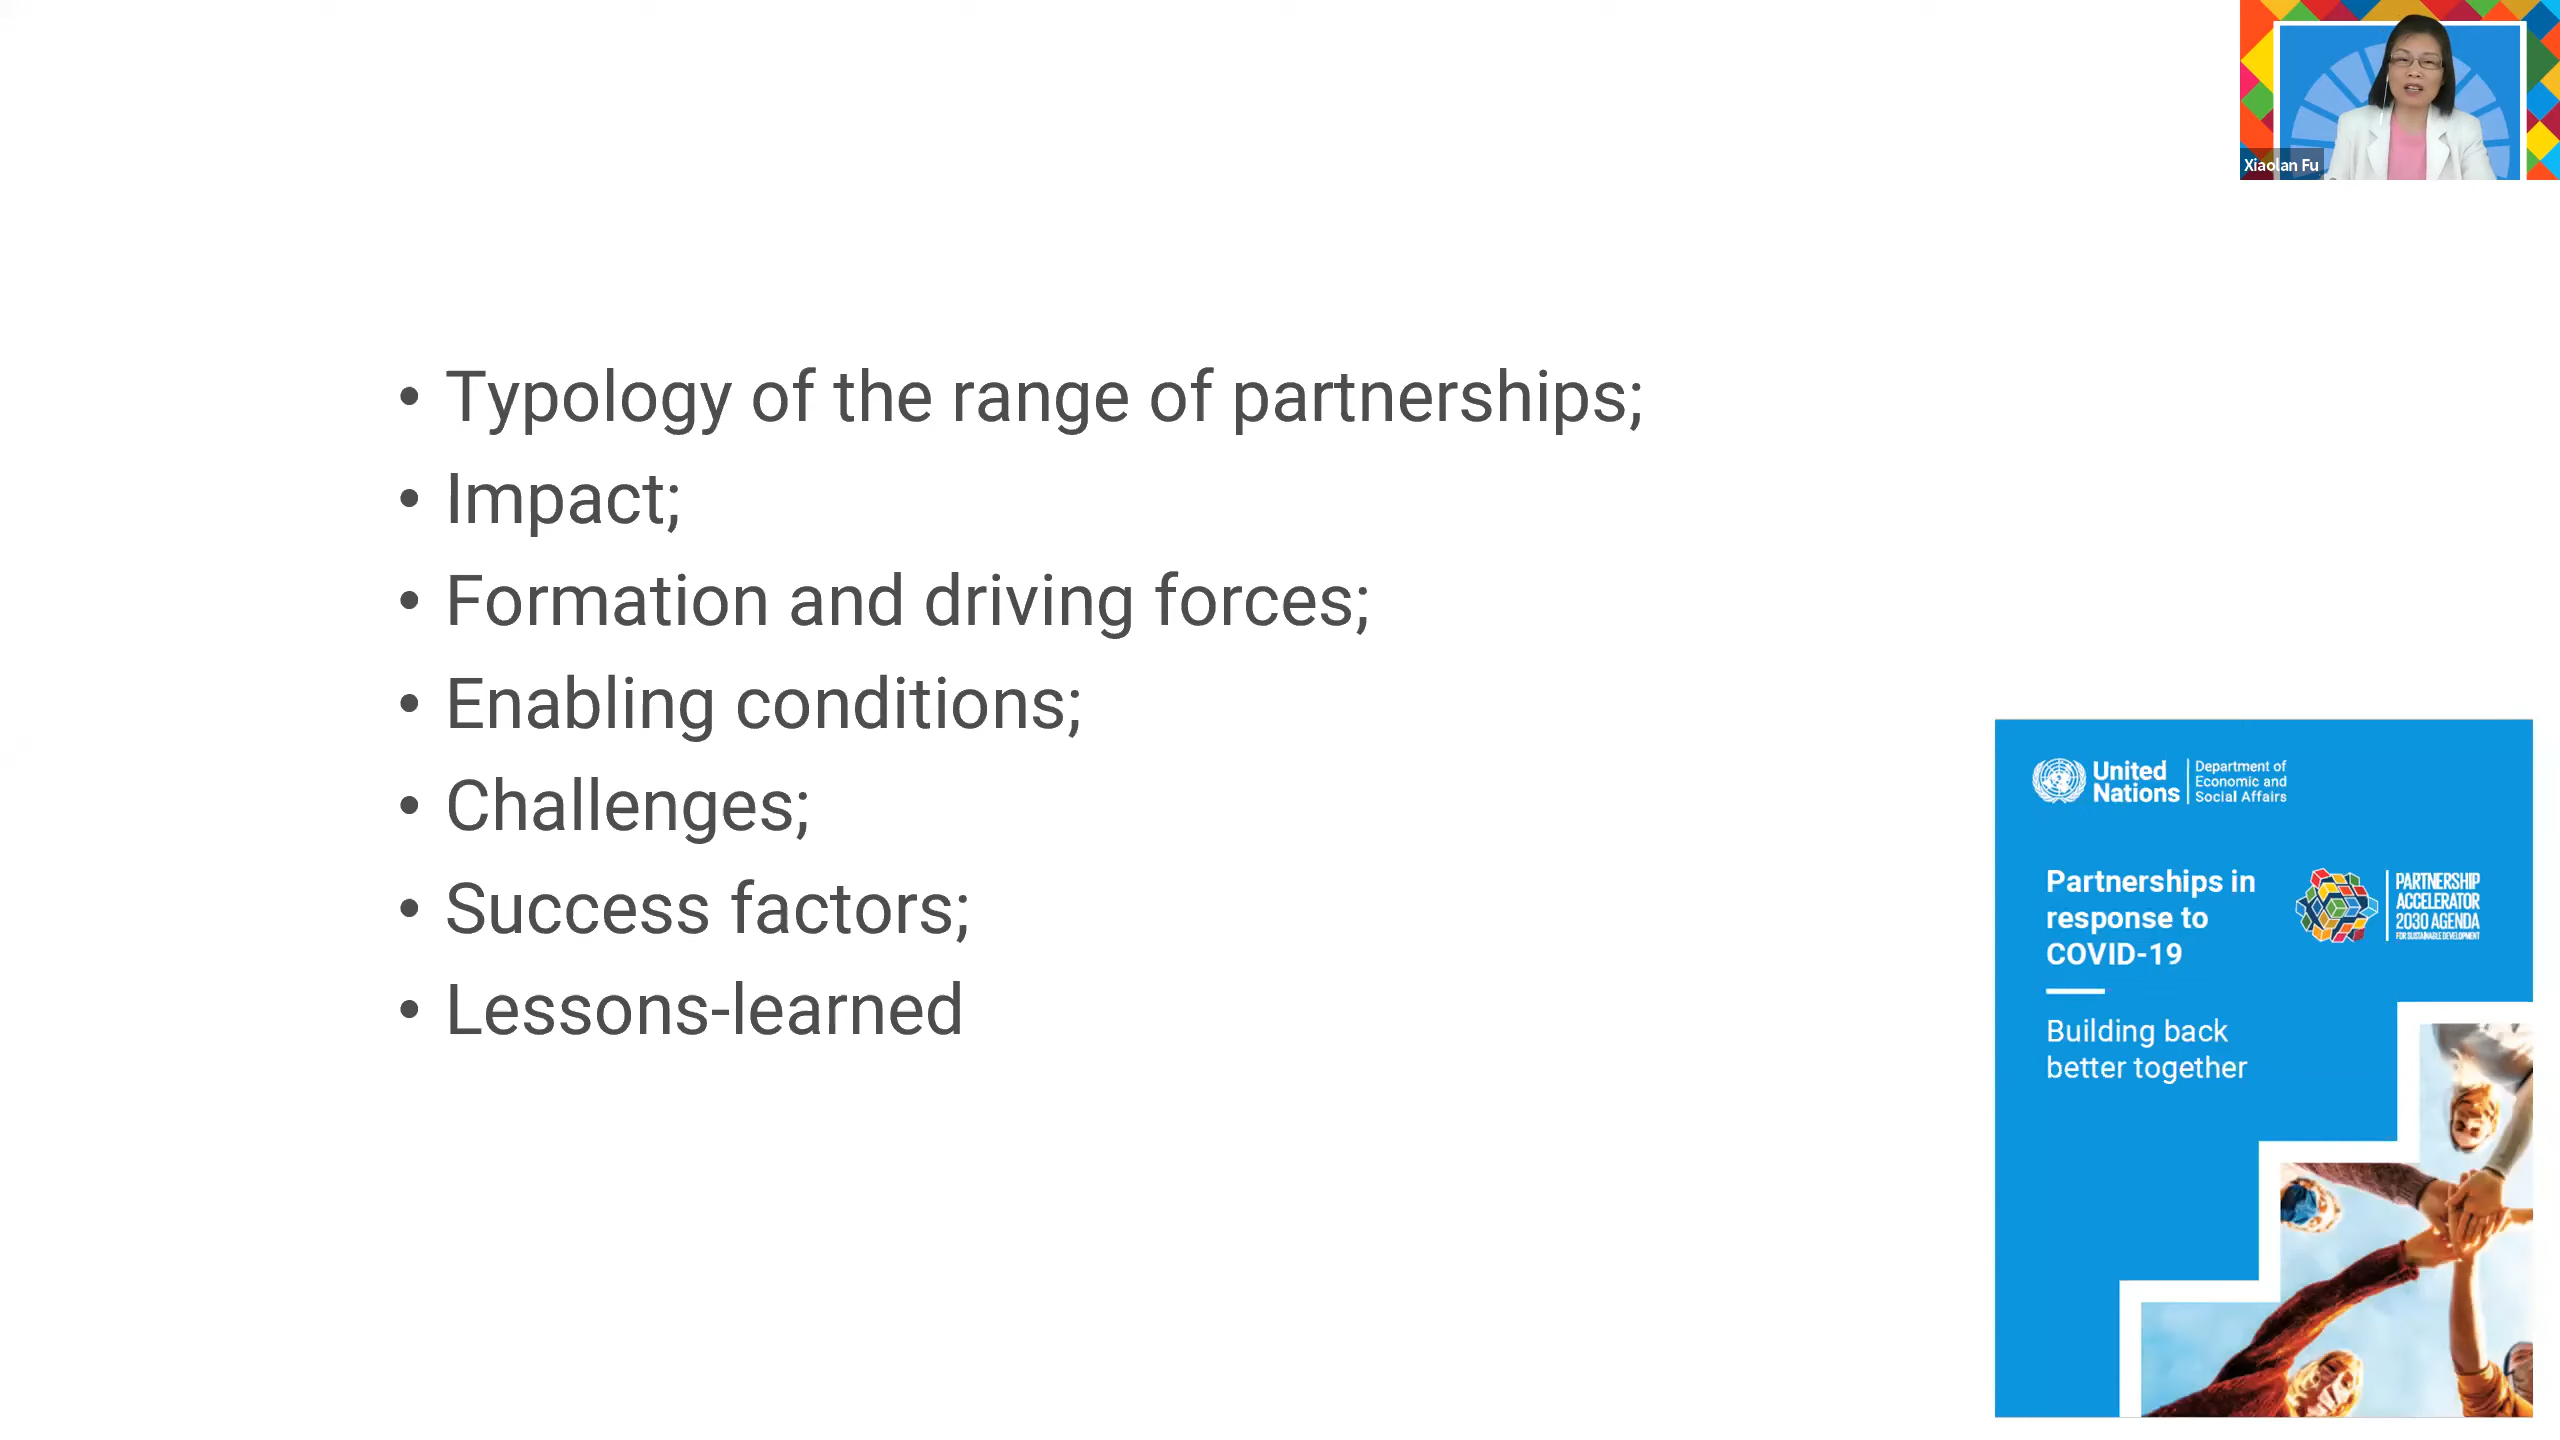 Xiaolan Fu
• Typology of the range of partnerships;
• Impact;
• Formation and driving forces;
• Enabling conditions;
• Challenges;
• Success factors;
• Lessons-learned
United
Nations
Department of
Economic and
Social Affairs
Partnerships in
response to
COVID-19
PARTNERSHIP
ACCELERATOR
2030 AGENDA
FOR SUSTAINABLE DEVELOPMENT
Building back
better together